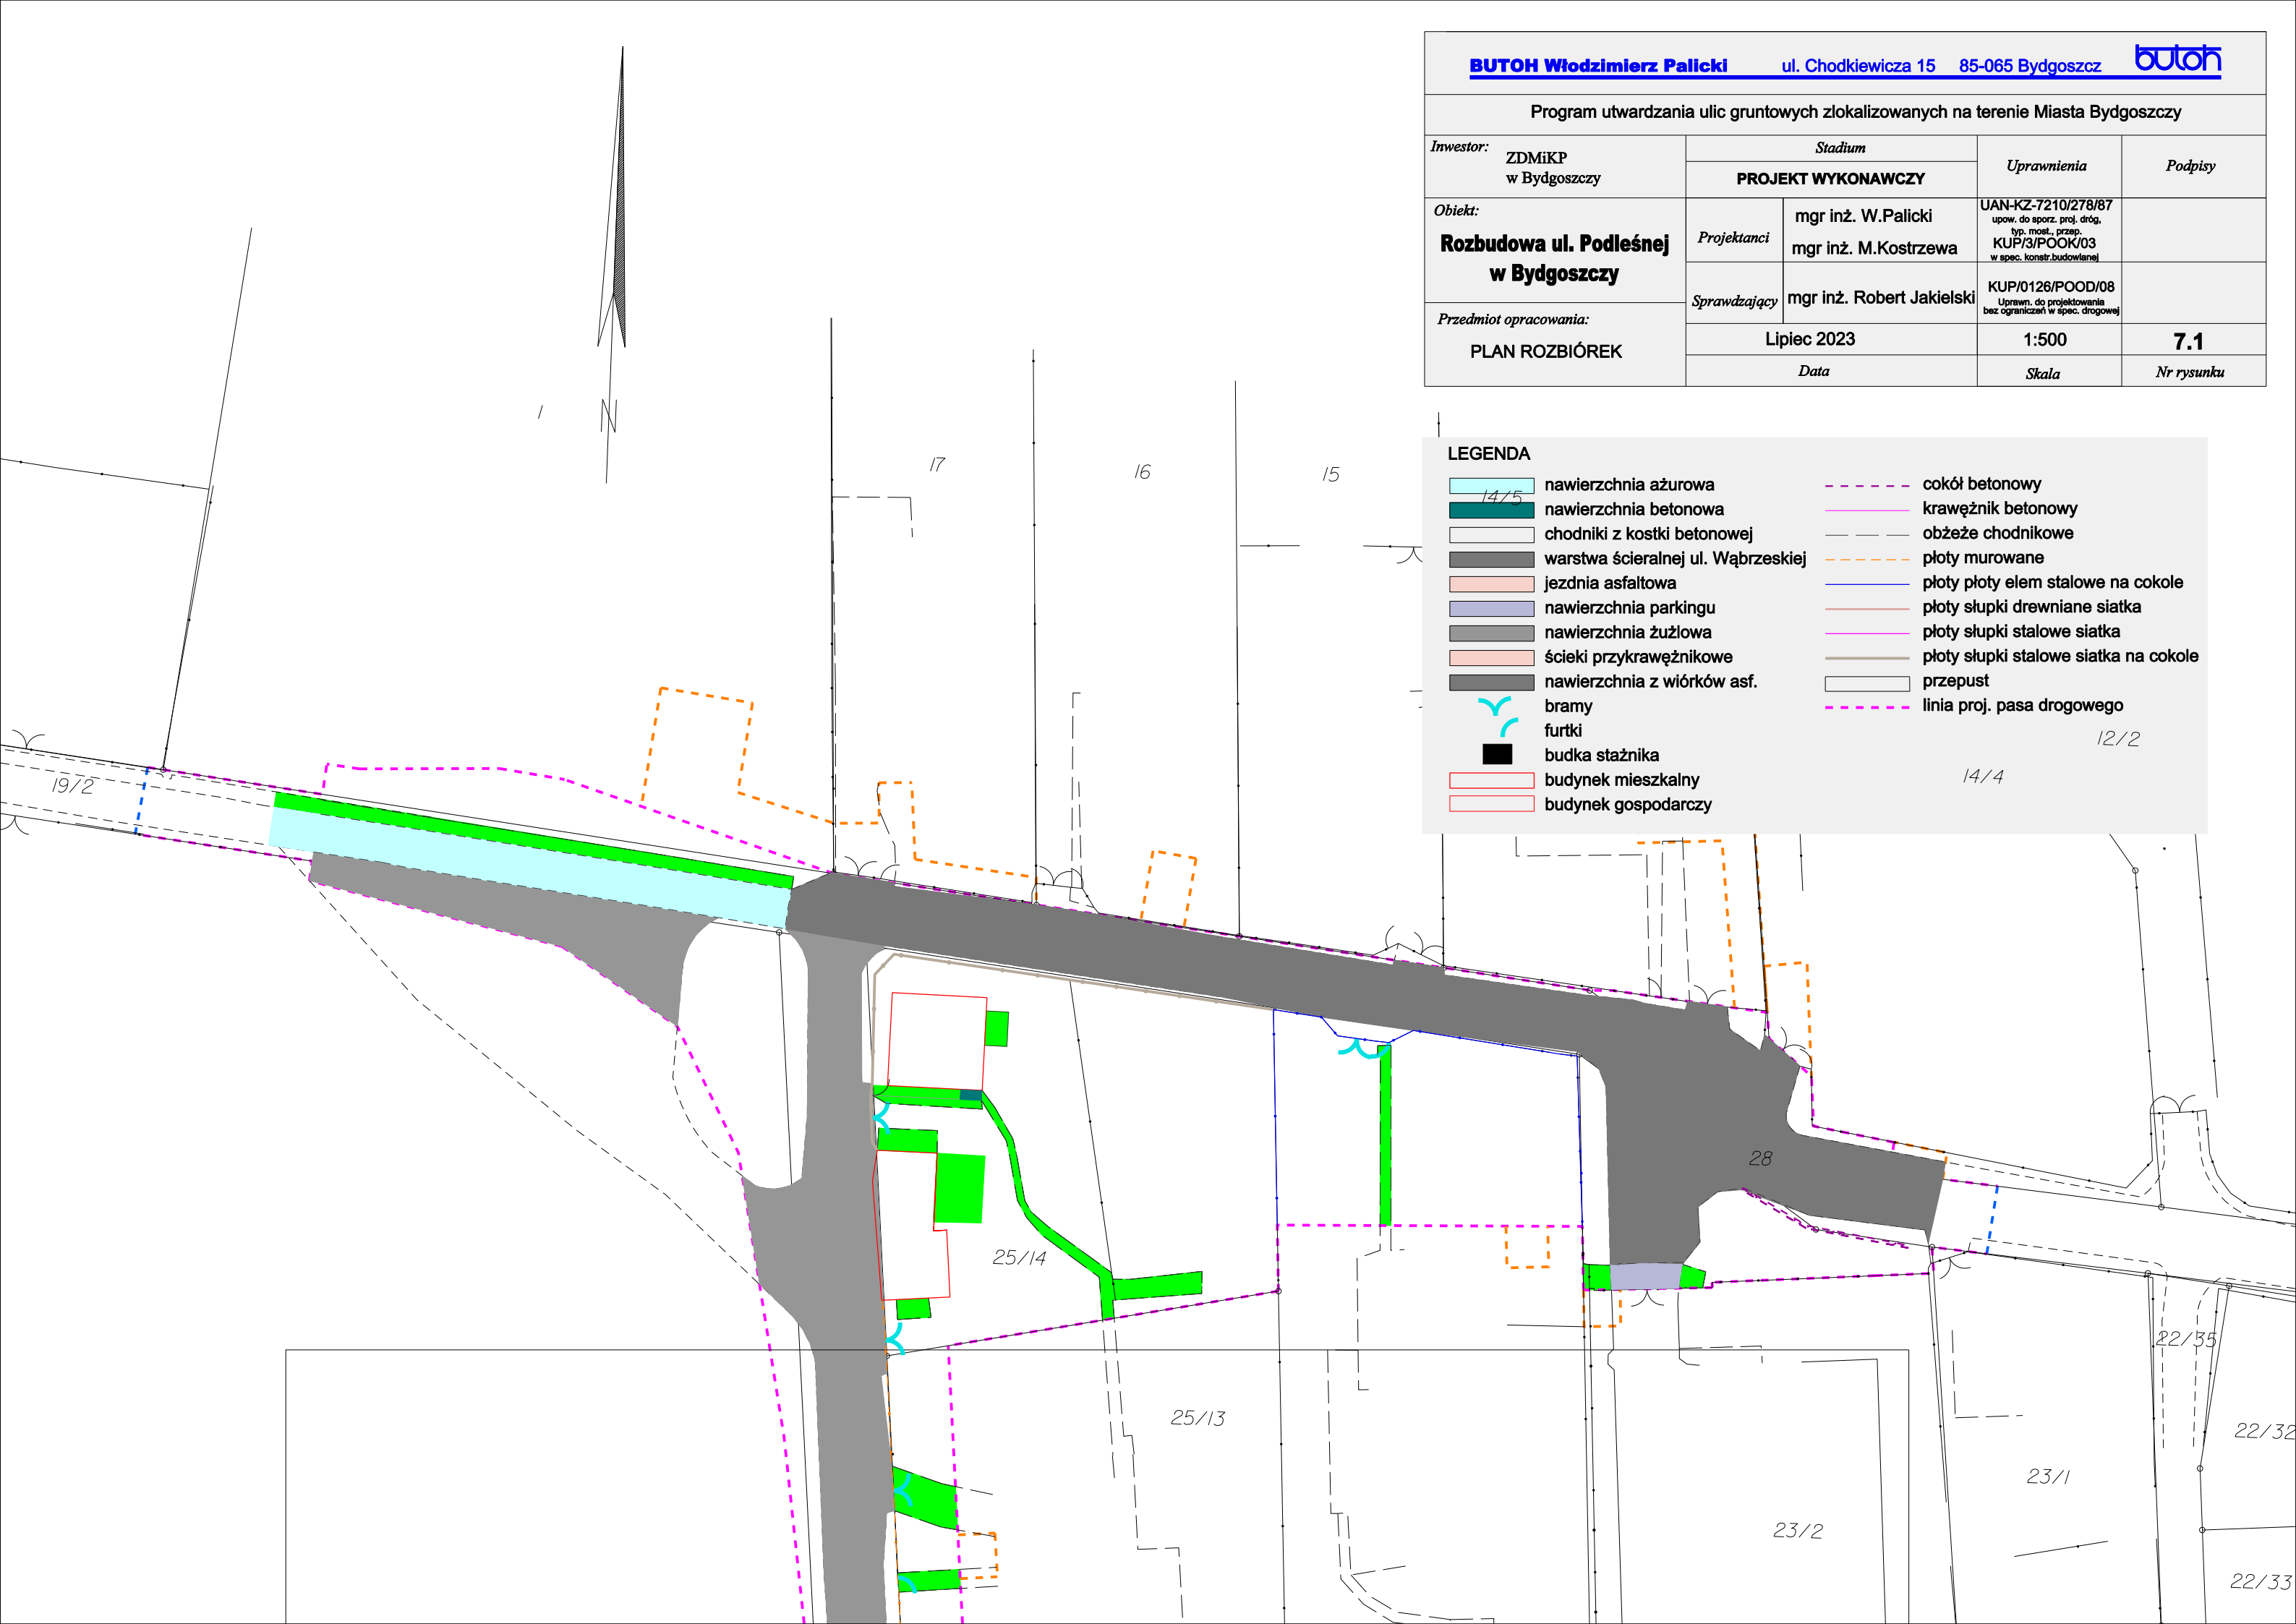 BUTOH Włodzimierz Palicki ul. Chodkiewicza 15 85-065 Bydgoszcz butoh
Program utwardzania ulic gruntowych zlokalizowanych na terenie Miasta Bydgoszczy
Inwestor:
ZDMiKP
w Bydgoszczy
Stadium
PROJEKT WYKONAWCZY
Uprawnienia
Podpisy
Obiekt:
Rozbudowa ul. Podleśnej
w Bydgoszczy
Projektanci
mgr inż. W.Palicki
mgr inż. M.Kostrzewa
UAN-KZ-7210/278/87
upow. do sporz. proj. dróg,
typ. most., przep.
KUP/3/POOK/03
w spec. konstr.budowlanej
Sprawdzający
mgr inż. Robert Jakielski
KUP/0126/POOD/08
Uprawn. do projektowania
bez ograniczeń w spec. drogowej
Przedmiot opracowania:
PLAN ROZBIÓREK
Lipiec 2023
1:500
7.1
Data
Skala
Nr rysunku
N
LEGENDA
nawierzchnia ażurowa
nawierzchnia betonowa
chodniki z kostki betonowej
warstwa ścieralnej ul. Wąbrzeskiej
jezdnia asfaltowa
nawierzchnia parkingu
nawierzchnia żużlowa
ścieki przykrawężnikowe
nawierzchnia z wiórków asf.
bramy
furtki
budka stażnika
budynek mieszkalny
budynek gospodarczy
cokół betonowy
krawężnik betonowy
obżeże chodnikowe
płoty murowane
płoty płoty elem stalowe na cokole
płoty słupki drewniane siatka
płoty słupki stalowe siatka
płoty słupki stalowe siatka na cokole
przepust
linia proj. pasa drogowego
17
16
15
14/5
12/2
14/4
19/2
28
25/14
22/35
25/13
22/32
23/1
23/2
22/33